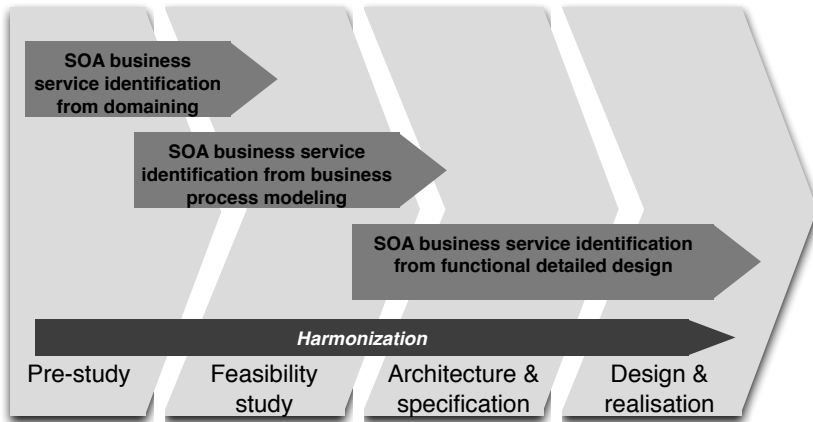 SOA business
service identification
from domaining
SOA business service
identification from business
process modeling
SOA business service identification
from functional detailed design
Harmonization
Pre-study
Feasibility
study
Architecture &
specification
Design &
realisation